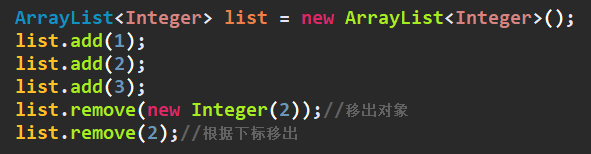 ArrayList<Integer> list = new ArrayList<Integer>();
list.add(1);
list.add(2);
list.add(3);
list.remove(new Integer(2));//移出对象
list.remove(2);//根据下标移出